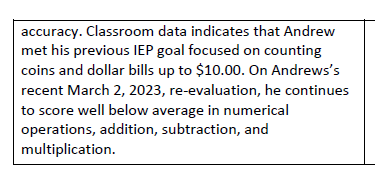 accuracy. Classroom data indicates that Andrew
met his previous IEP goal focused on counting
coins and dollar bills up to $10.00. On Andrews’s
recent March 2, 2023, re-evaluation, he continues
to score well below average in numerical
operations, addition, subtraction, and
multiplication.